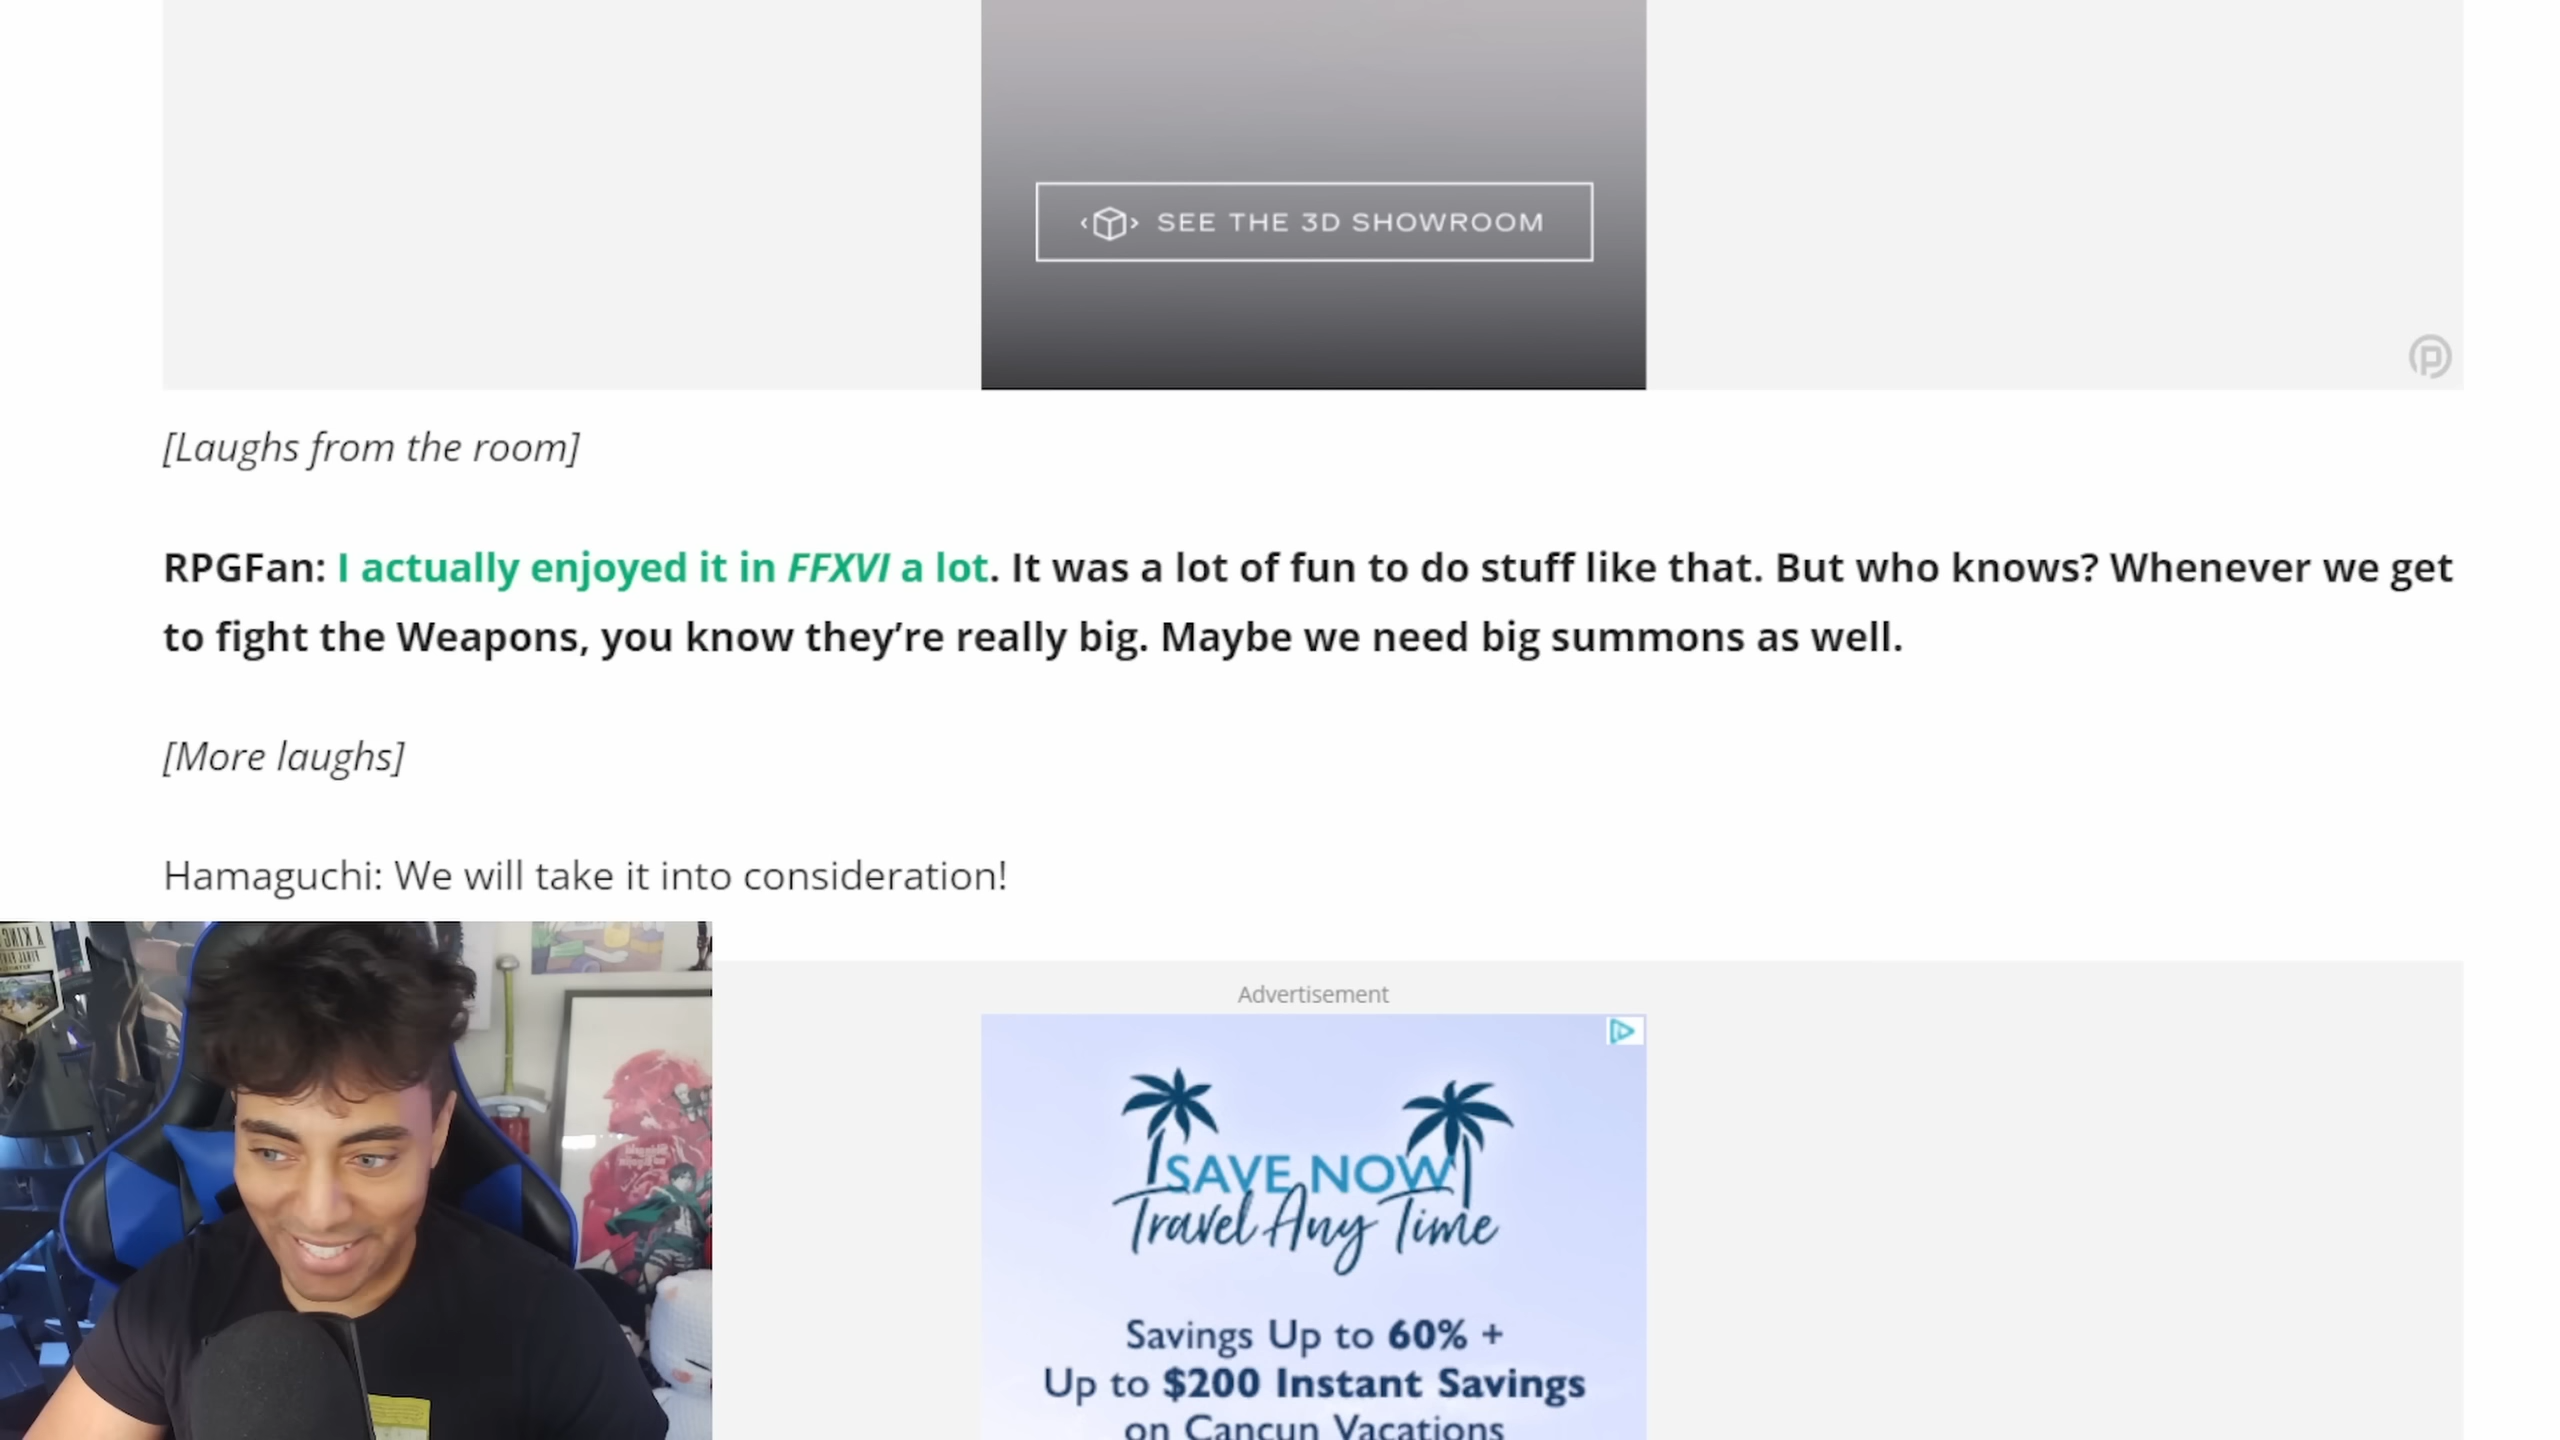 SEE THE 3D SHOWROOM
[Laughs from the room]
RPGFan: I actually enjoyed it in FFXVI a lot. It was a lot of fun to do stuff like that. But who knows? Whenever we get
to fight the Weapons, you know they’re really big. Maybe we need big summons as well.
[More laughs]
Hamaguchi: We will take it into consideration!
Advertisement
SAVE NOW
Travel Any Time
Savings Up to 60% +
Up to $200 Instant Savings
on Cancun Vacations